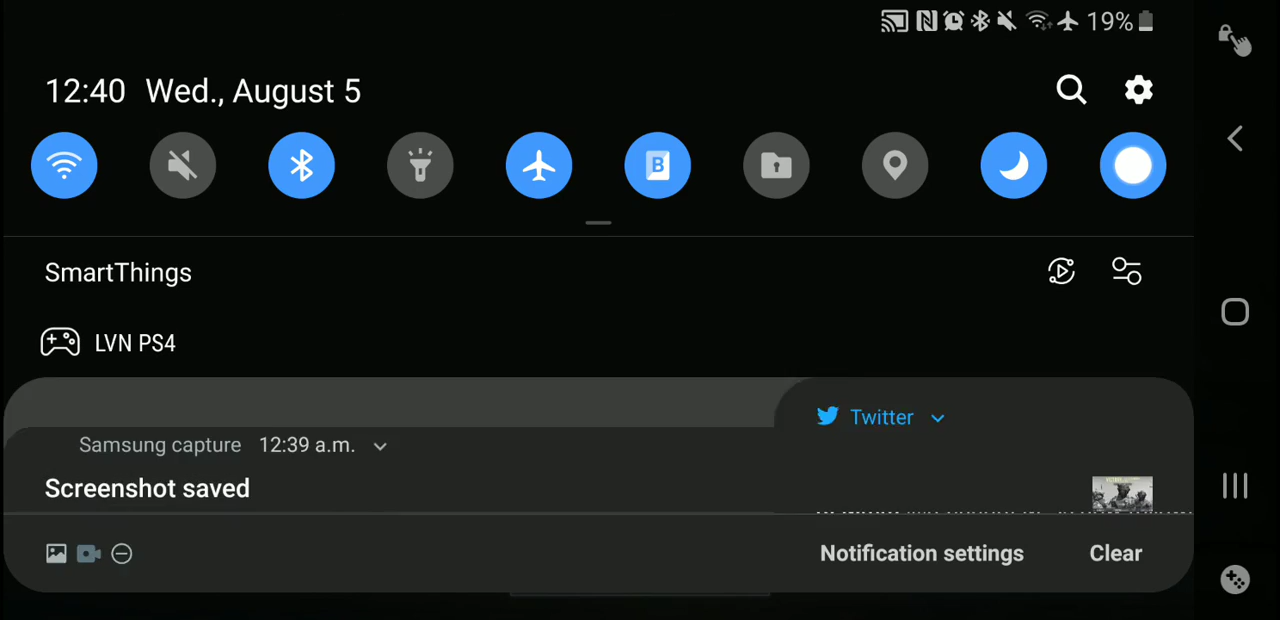 19%
12:40 Wed., August 5
B
SmartThings
LVN PS4
Twitter
Samsung capture 12:39 a.m.
Screenshot saved
Notification settings Clear